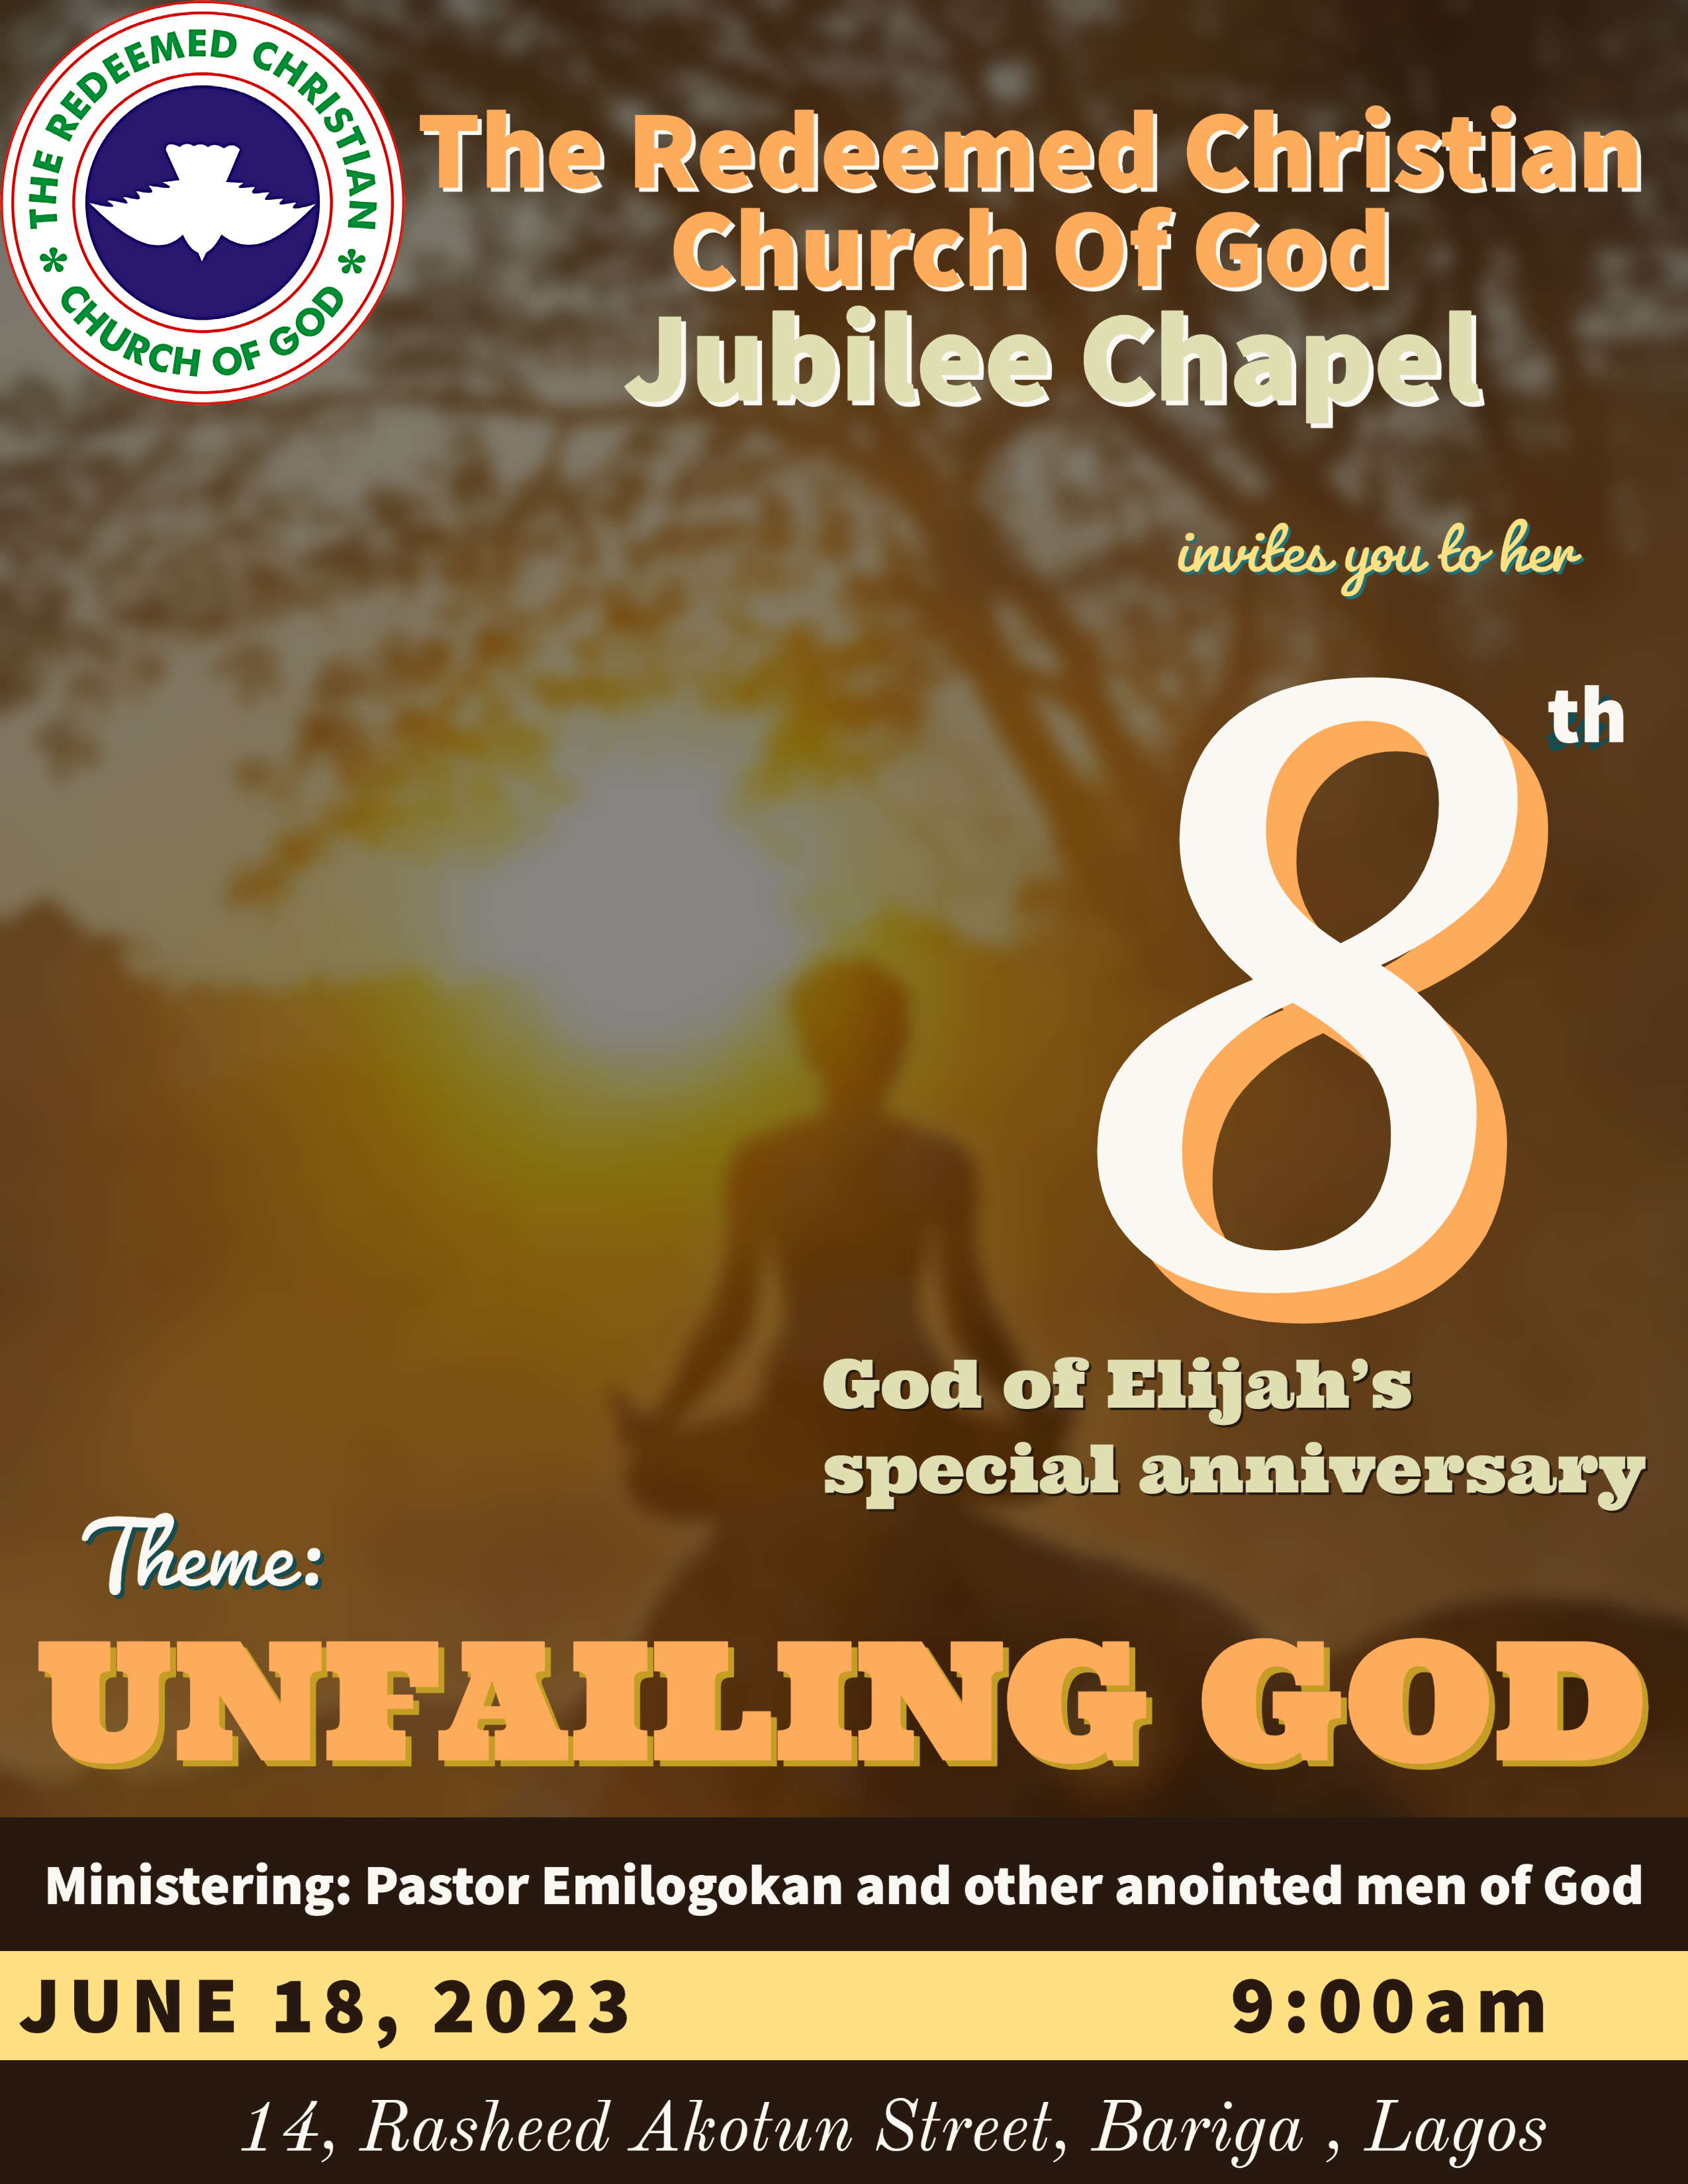 THE REDEEMED CHRISTIAN
* CHURCH OF GOD *
The Redeemed Christian
Church Of God
Jubilee Chapel
invites you to her
8th
God of Elijah’s
special anniversary
Theme:
UNFAILING GOD
Ministering: Pastor Emilogokan and other anointed men of God
JUNE 18, 2023 9:00am
14, Rasheed Akotun Street, Bariga , Lagos